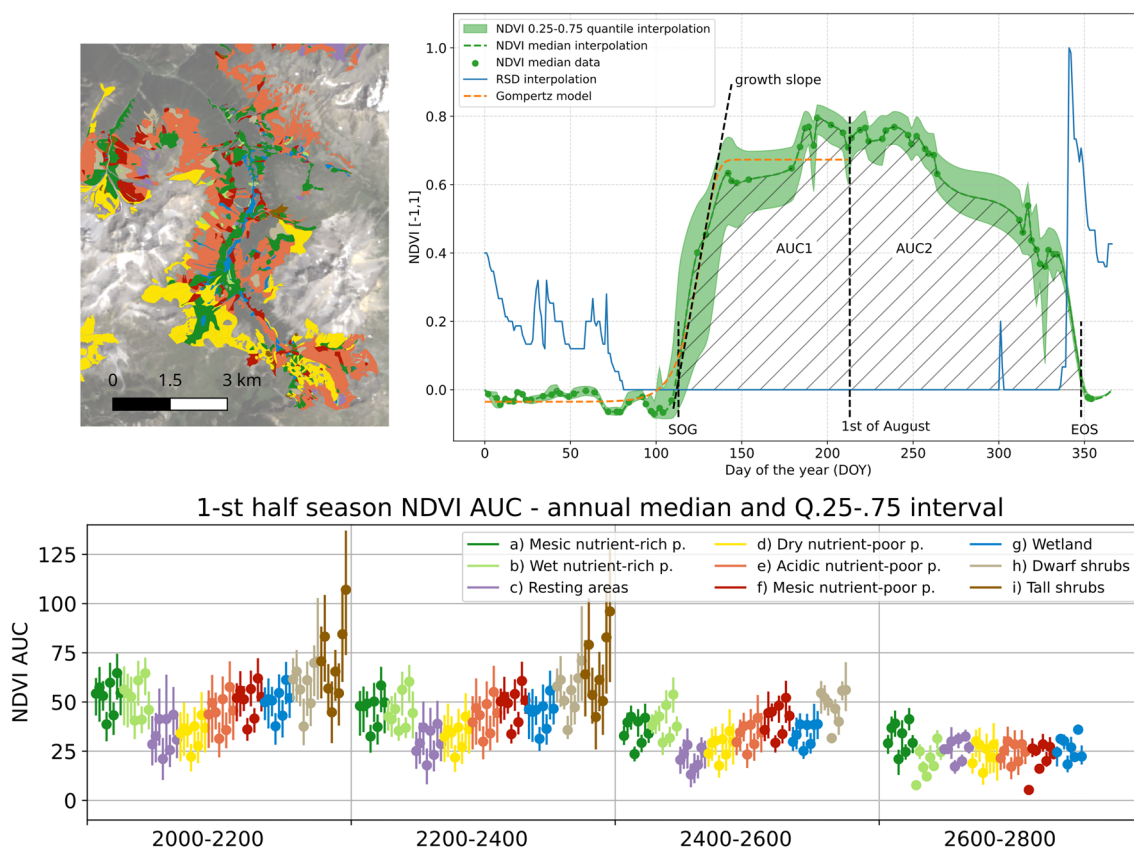 0 1.5 3 km
NDVI 0.25-0.75 quantile interpolation
NDVI median interpolation
NDVI median data
RSD interpolation
Gompertz model
growth slope
AUC1
AUC2
SOG
1st of August
EOS
NDVI [-1,1]
1.0
0.8
0.6
0.4
0.2
0.0
0 50 100 150 200 250 300 350
Day of the year (DOY)
1-st half season NDVI AUC - annual median and Q.25-.75 interval
a) Mesic nutrient-rich p.
b) Wet nutrient-rich p.
c) Resting areas
d) Dry nutrient-poor p.
e) Acidic nutrient-poor p.
f) Mesic nutrient-poor p.
g) Wetland
h) Dwarf shrubs
i) Tall shrubs
NDVI AUC
125
100
75
50
25
0
2000-2200 2200-2400 2400-2600 2600-2800